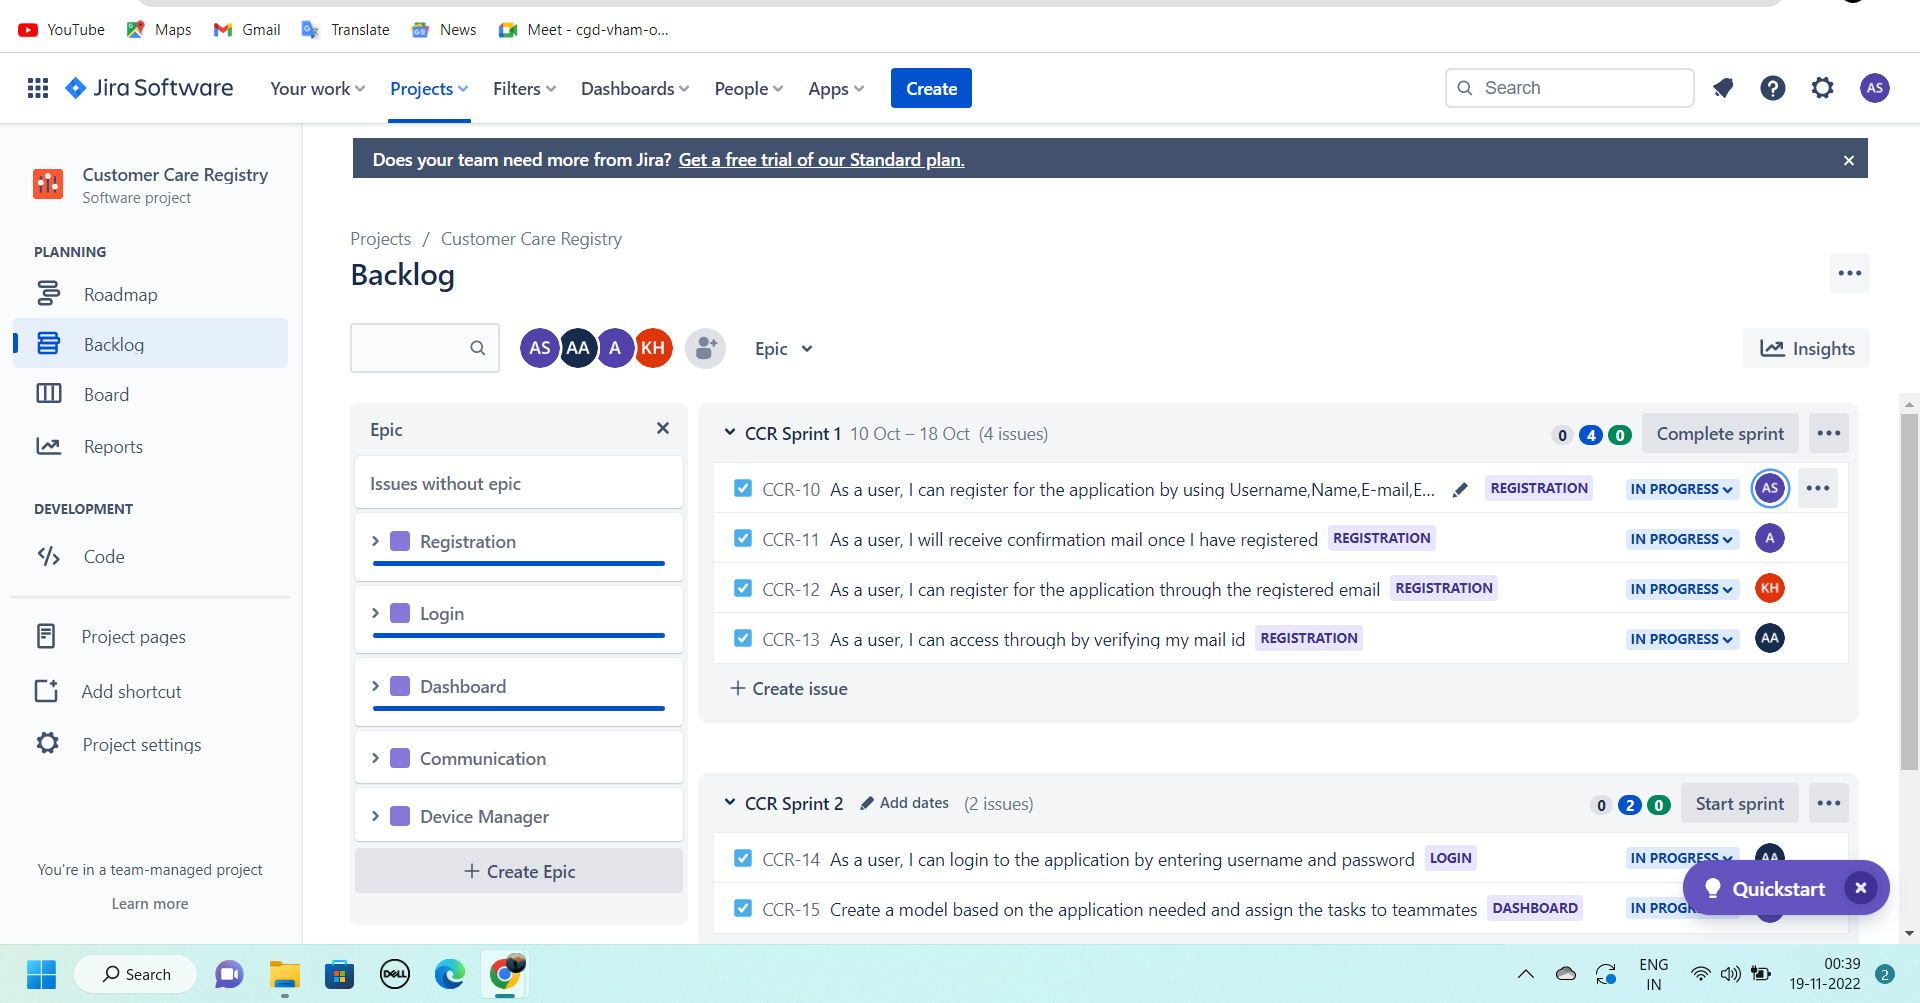 YouTube Maps Gmail Translate News Meet - cgd-vham-o...
Jira Software Your work Projects Filters Dashboards People Apps Create Search AS
Does your team need more from Jira? Get a free trial of our Standard plan.
Customer Care Registry
Software project
PLANNING
Roadmap
Backlog
Board
Reports
DEVELOPMENT
Code
Project pages
Add shortcut
Project settings
You're in a team-managed project
Learn more
Projects / Customer Care Registry
Backlog
AS AA A KH Epic Insights
Epic
Issues without epic
Registration
Login
Dashboard
Communication
Device Manager
+ Create Epic
CCR Sprint 1 10 Oct – 18 Oct (4 issues) 0 4 0 Complete sprint
CCR-10 As a user, I can register for the application by using Username,Name,E-mail,E... REGISTRATION IN PROGRESS AS
CCR-11 As a user, I will receive confirmation mail once I have registered REGISTRATION IN PROGRESS A
CCR-12 As a user, I can register for the application through the registered email REGISTRATION IN PROGRESS KH
CCR-13 As a user, I can access through by verifying my mail id REGISTRATION IN PROGRESS AA
+ Create issue
CCR Sprint 2 Add dates (2 issues) 0 2 0 Start sprint
CCR-14 As a user, I can login to the application by entering username and password LOGIN IN PROGRESS AA
CCR-15 Create a model based on the application needed and assign the tasks to teammates DASHBOARD IN PROGR
Quickstart
Search DELL ENG
IN
00:39
19-11-2022
2